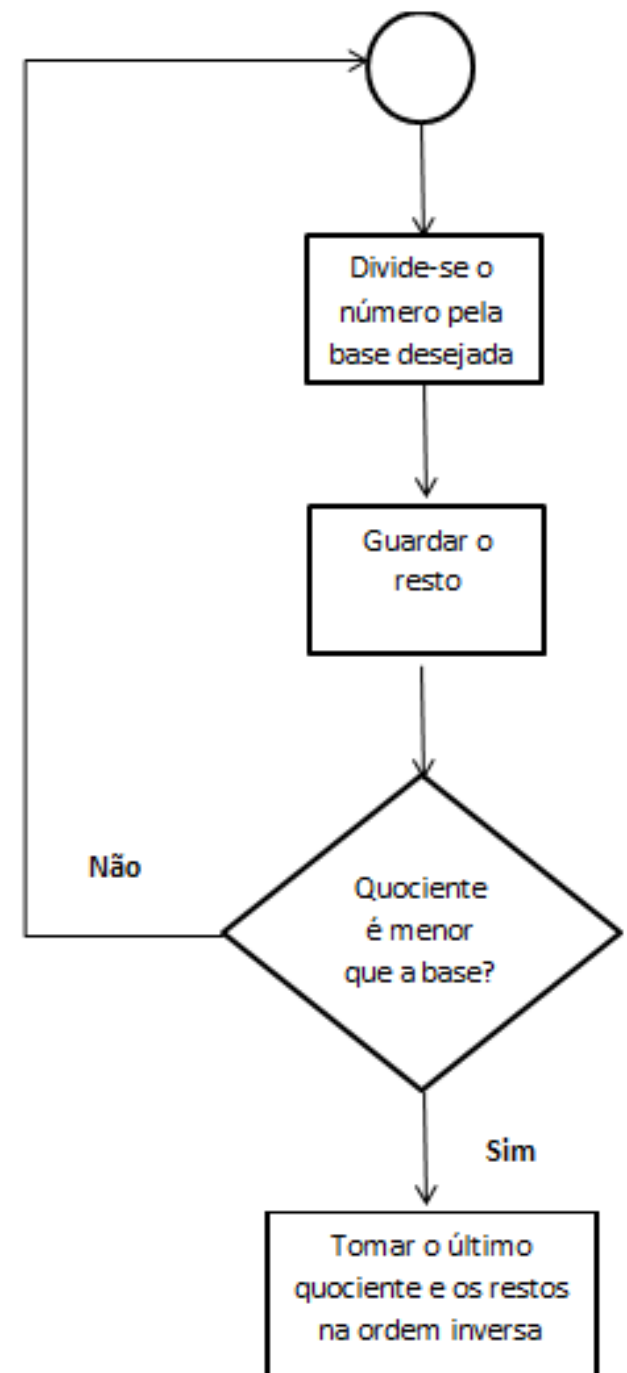 Divide-se o
número pela
base desejada
Guardar o
resto
Não
Quociente
é menor
que a base?
Sim
Tomar o último
quociente e os restos
na ordem inversa